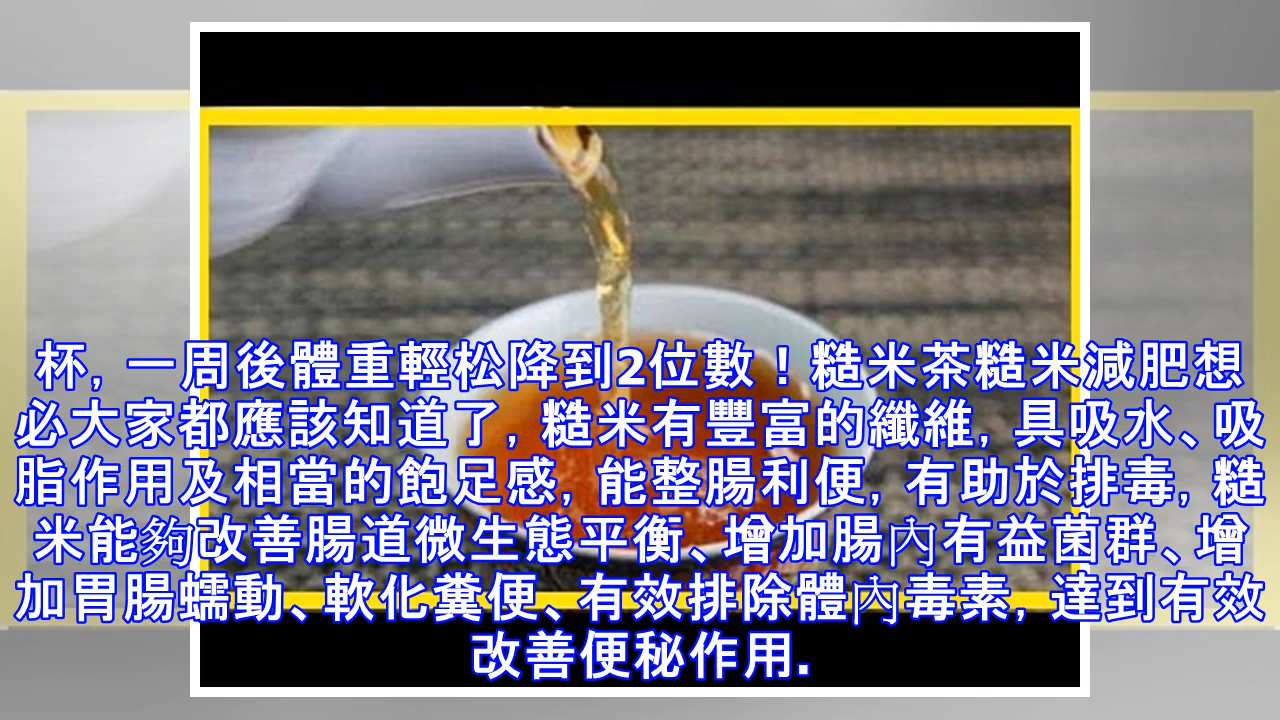 杯, 一周後體重輕松降到2位數！糙米茶糙米減肥想
必大家都應該知道了, 糙米有豐富的纖維, 具吸水、吸
脂作用及相當的飽足感, 能整腸利便, 有助於排毒, 糙
米能夠改善腸道微生態平衡、增加腸內有益菌群、增
加胃腸蠕動、軟化糞便、有效排除體內毒素, 達到有效
改善便秘作用.